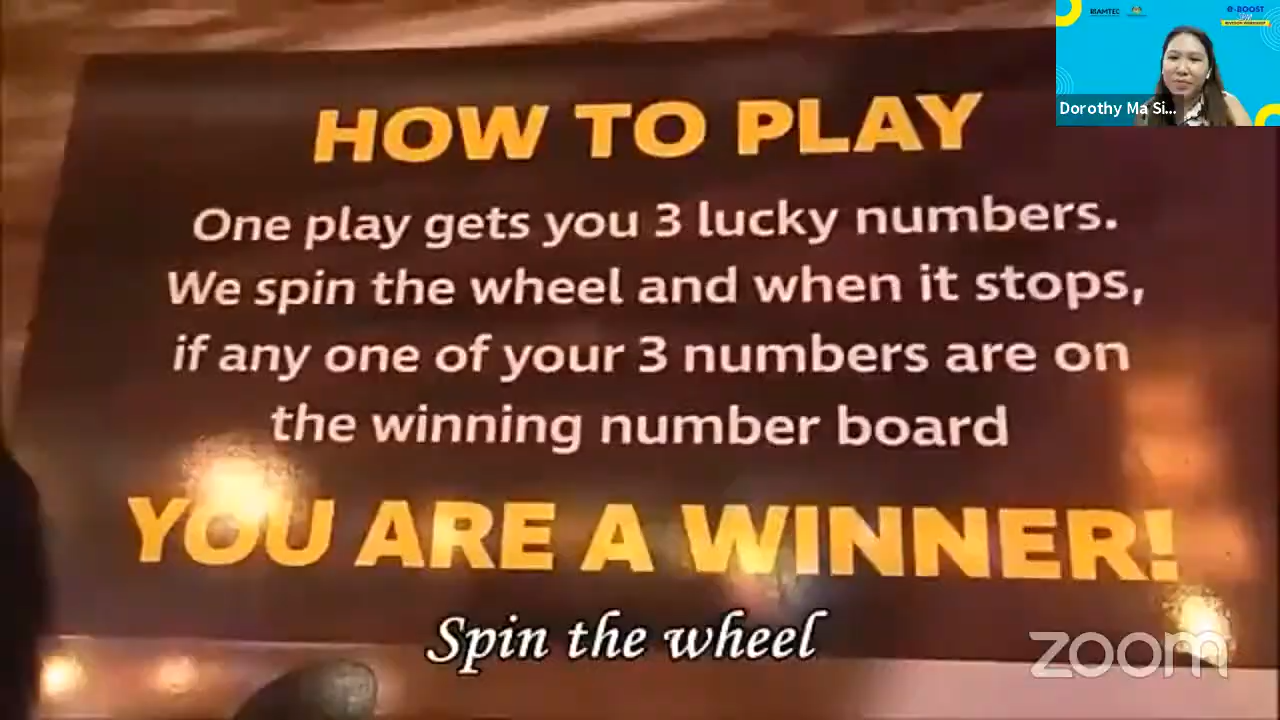 HOW TO PLAY
One play gets you 3 lucky numbers.
We spin the wheel and when it stops,
if any one of your 3 numbers are on
the winning number board
YOU ARE A WINNER!
Spin the wheel
zoom
Dorothy Ma Si...
IBAMTEC
e-BOOST